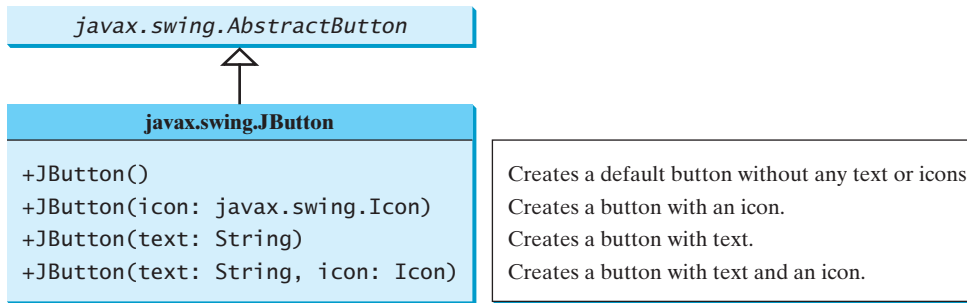 javax.swing.AbstractButton
javax.swing.JButton
+JButton()
Creates a default button without any text or icons
+JButton(icon: javax.swing.Icon)
Creates a button with an icon.
+JButton(text: String)
Creates a button with text.
+JButton(text: String, icon: Icon)
Creates a button with text and an icon.